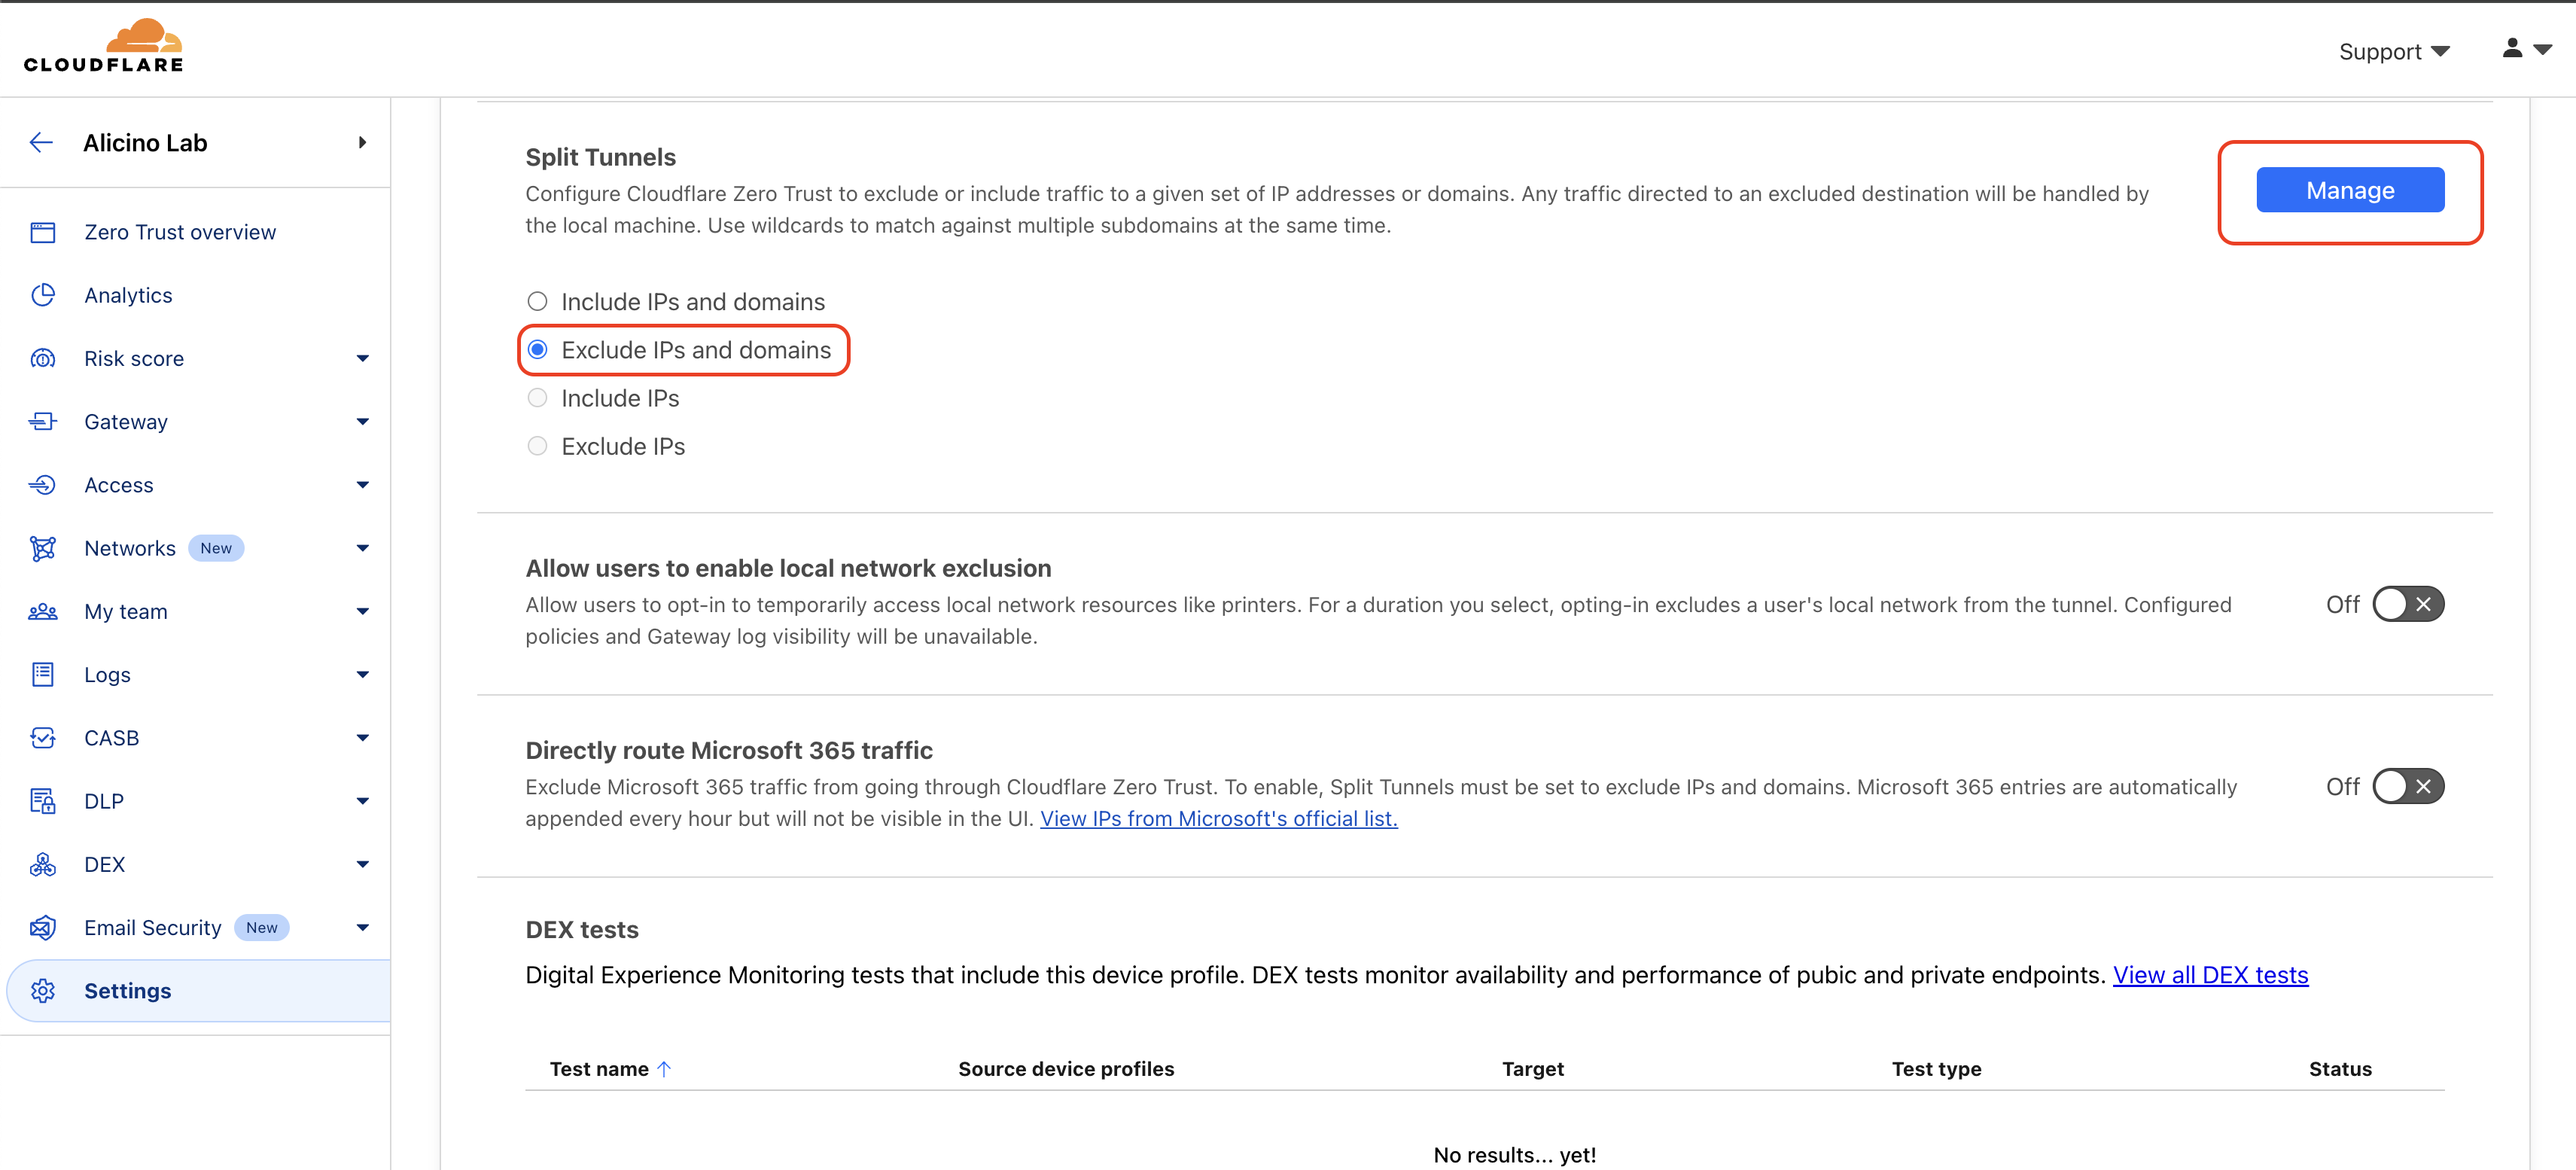 CLOUDFLARE
Support
Alicino Lab
Zero Trust overview
Analytics
Risk score
Gateway
Access
Networks New
My team
Logs
CASB
DLP
DEX
Email Security New
Settings
Split Tunnels
Configure Cloudflare Zero Trust to exclude or include traffic to a given set of IP addresses or domains. Any traffic directed to an excluded destination will be handled by
the local machine. Use wildcards to match against multiple subdomains at the same time.
Manage
Include IPs and domains
Exclude IPs and domains
Include IPs
Exclude IPs
Allow users to enable local network exclusion
Allow users to opt-in to temporarily access local network resources like printers. For a duration you select, opting-in excludes a user's local network from the tunnel. Configured
policies and Gateway log visibility will be unavailable.
Off
Directly route Microsoft 365 traffic
Exclude Microsoft 365 traffic from going through Cloudflare Zero Trust. To enable, Split Tunnels must be set to exclude IPs and domains. Microsoft 365 entries are automatically
appended every hour but will not be visible in the UI. View IPs from Microsoft's official list.
Off
DEX tests
Digital Experience Monitoring tests that include this device profile. DEX tests monitor availability and performance of pubic and private endpoints. View all DEX tests
Test name Source device profiles Target Test type Status
No results... yet!